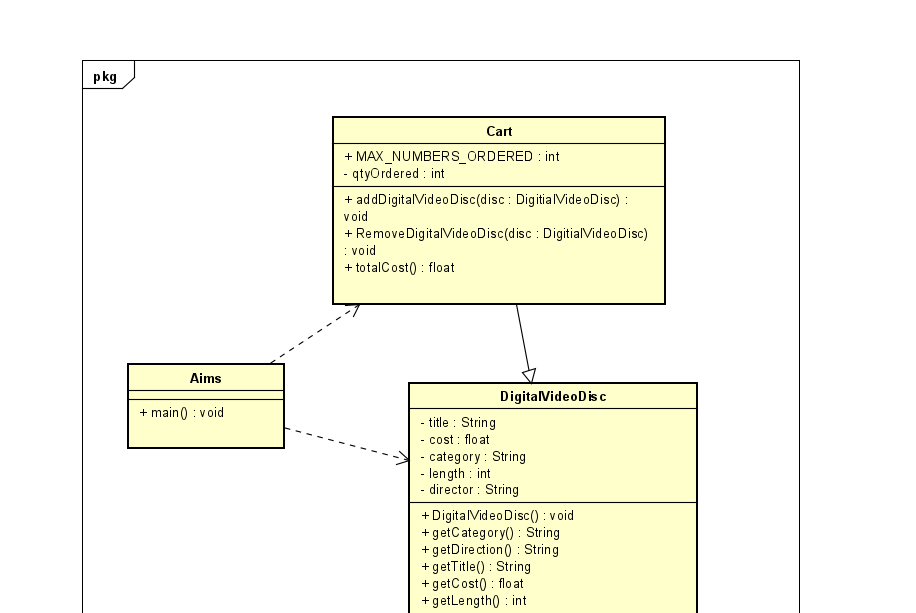 pkg
Cart
+ MAX_NUMBERS_ORDERED : int
- qtyOrdered : int
+ addDigitalVideoDisc(disc : DigitialVideoDisc) :
void
+ RemoveDigitalVideoDisc(disc : DigitialVideoDisc)
: void
+ totalCost() : float
Aims
+ main() : void
DigitalVideoDisc
- title : String
- cost : float
- category : String
- length : int
- director : String
+ DigitalVideoDisc() : void
+ getCategory() : String
+ getDirection() : String
+ getTitle() : String
+ getCost() : float
+ getLength() : int